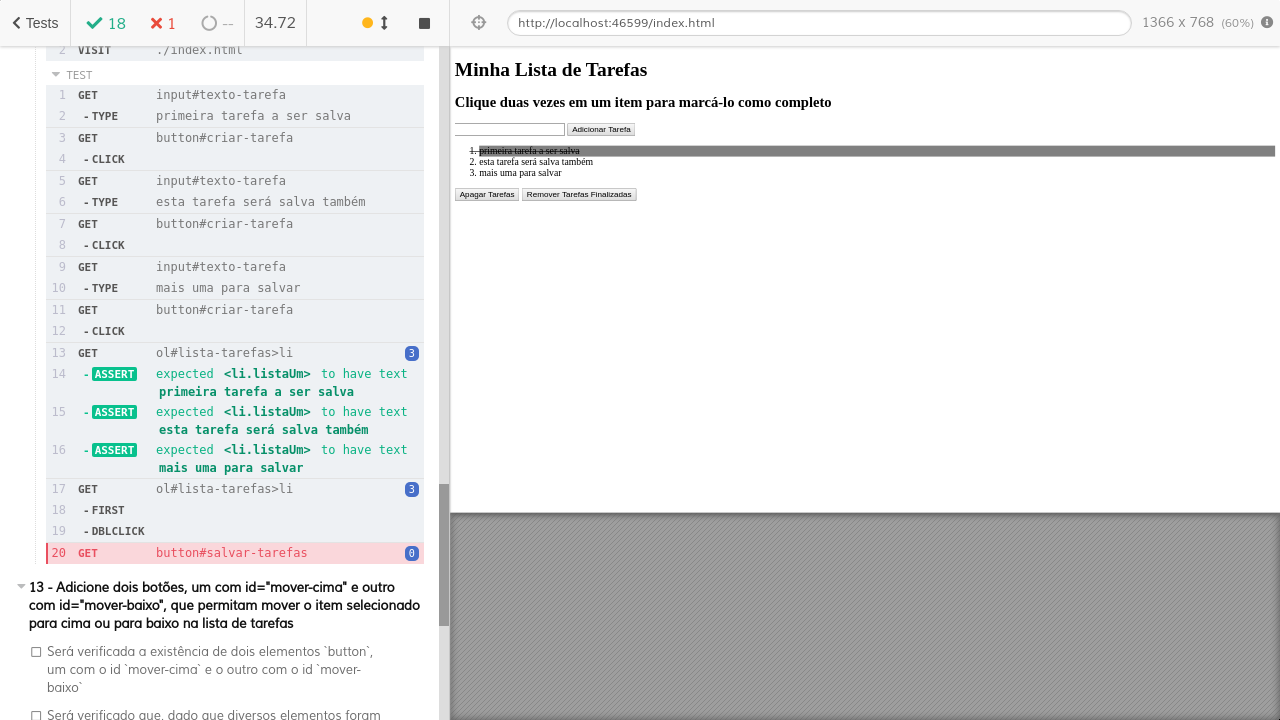 Tests 18 1 -- 34.72
http://localhost:46599/index.html 1366 x 768 (60%)
2 VISIT ./index.html
TEST
1 GET input#texto-tarefa
2 -TYPE primeira tarefa a ser salva
3 GET button#criar-tarefa
4 -CLICK
5 GET input#texto-tarefa
6 -TYPE esta tarefa será salva também
7 GET button#criar-tarefa
8 -CLICK
9 GET input#texto-tarefa
10 -TYPE mais uma para salvar
11 GET button#criar-tarefa
12 -CLICK
13 GET ol#lista-tarefas>li 3
14 -ASSERT expected <li.listaUm> to have text
primeira tarefa a ser salva
15 -ASSERT expected <li.listaUm> to have text
esta tarefa será salva também
16 -ASSERT expected <li.listaUm> to have text
mais uma para salvar
17 GET ol#lista-tarefas>li 3
18 -FIRST
19 -DBLCLICK
20 GET button#salvar-tarefas 0
13 - Adicione dois botões, um com id="mover-cima" e outro
com id="mover-baixo", que permitam mover o item selecionado
para cima ou para baixo na lista de tarefas
Será verificada a existência de dois elementos `button`,
um com o id `mover-cima` e o outro com o id `mover-
baixo`
Será verificado que, dado que diversos elementos foram
Minha Lista de Tarefas
Clique duas vezes em um item para marcá-lo como completo
Adicionar Tarefa
1. primeira tarefa a ser salva
2. esta tarefa será salva também
3. mais uma para salvar
Apagar Tarefas Remover Tarefas Finalizadas